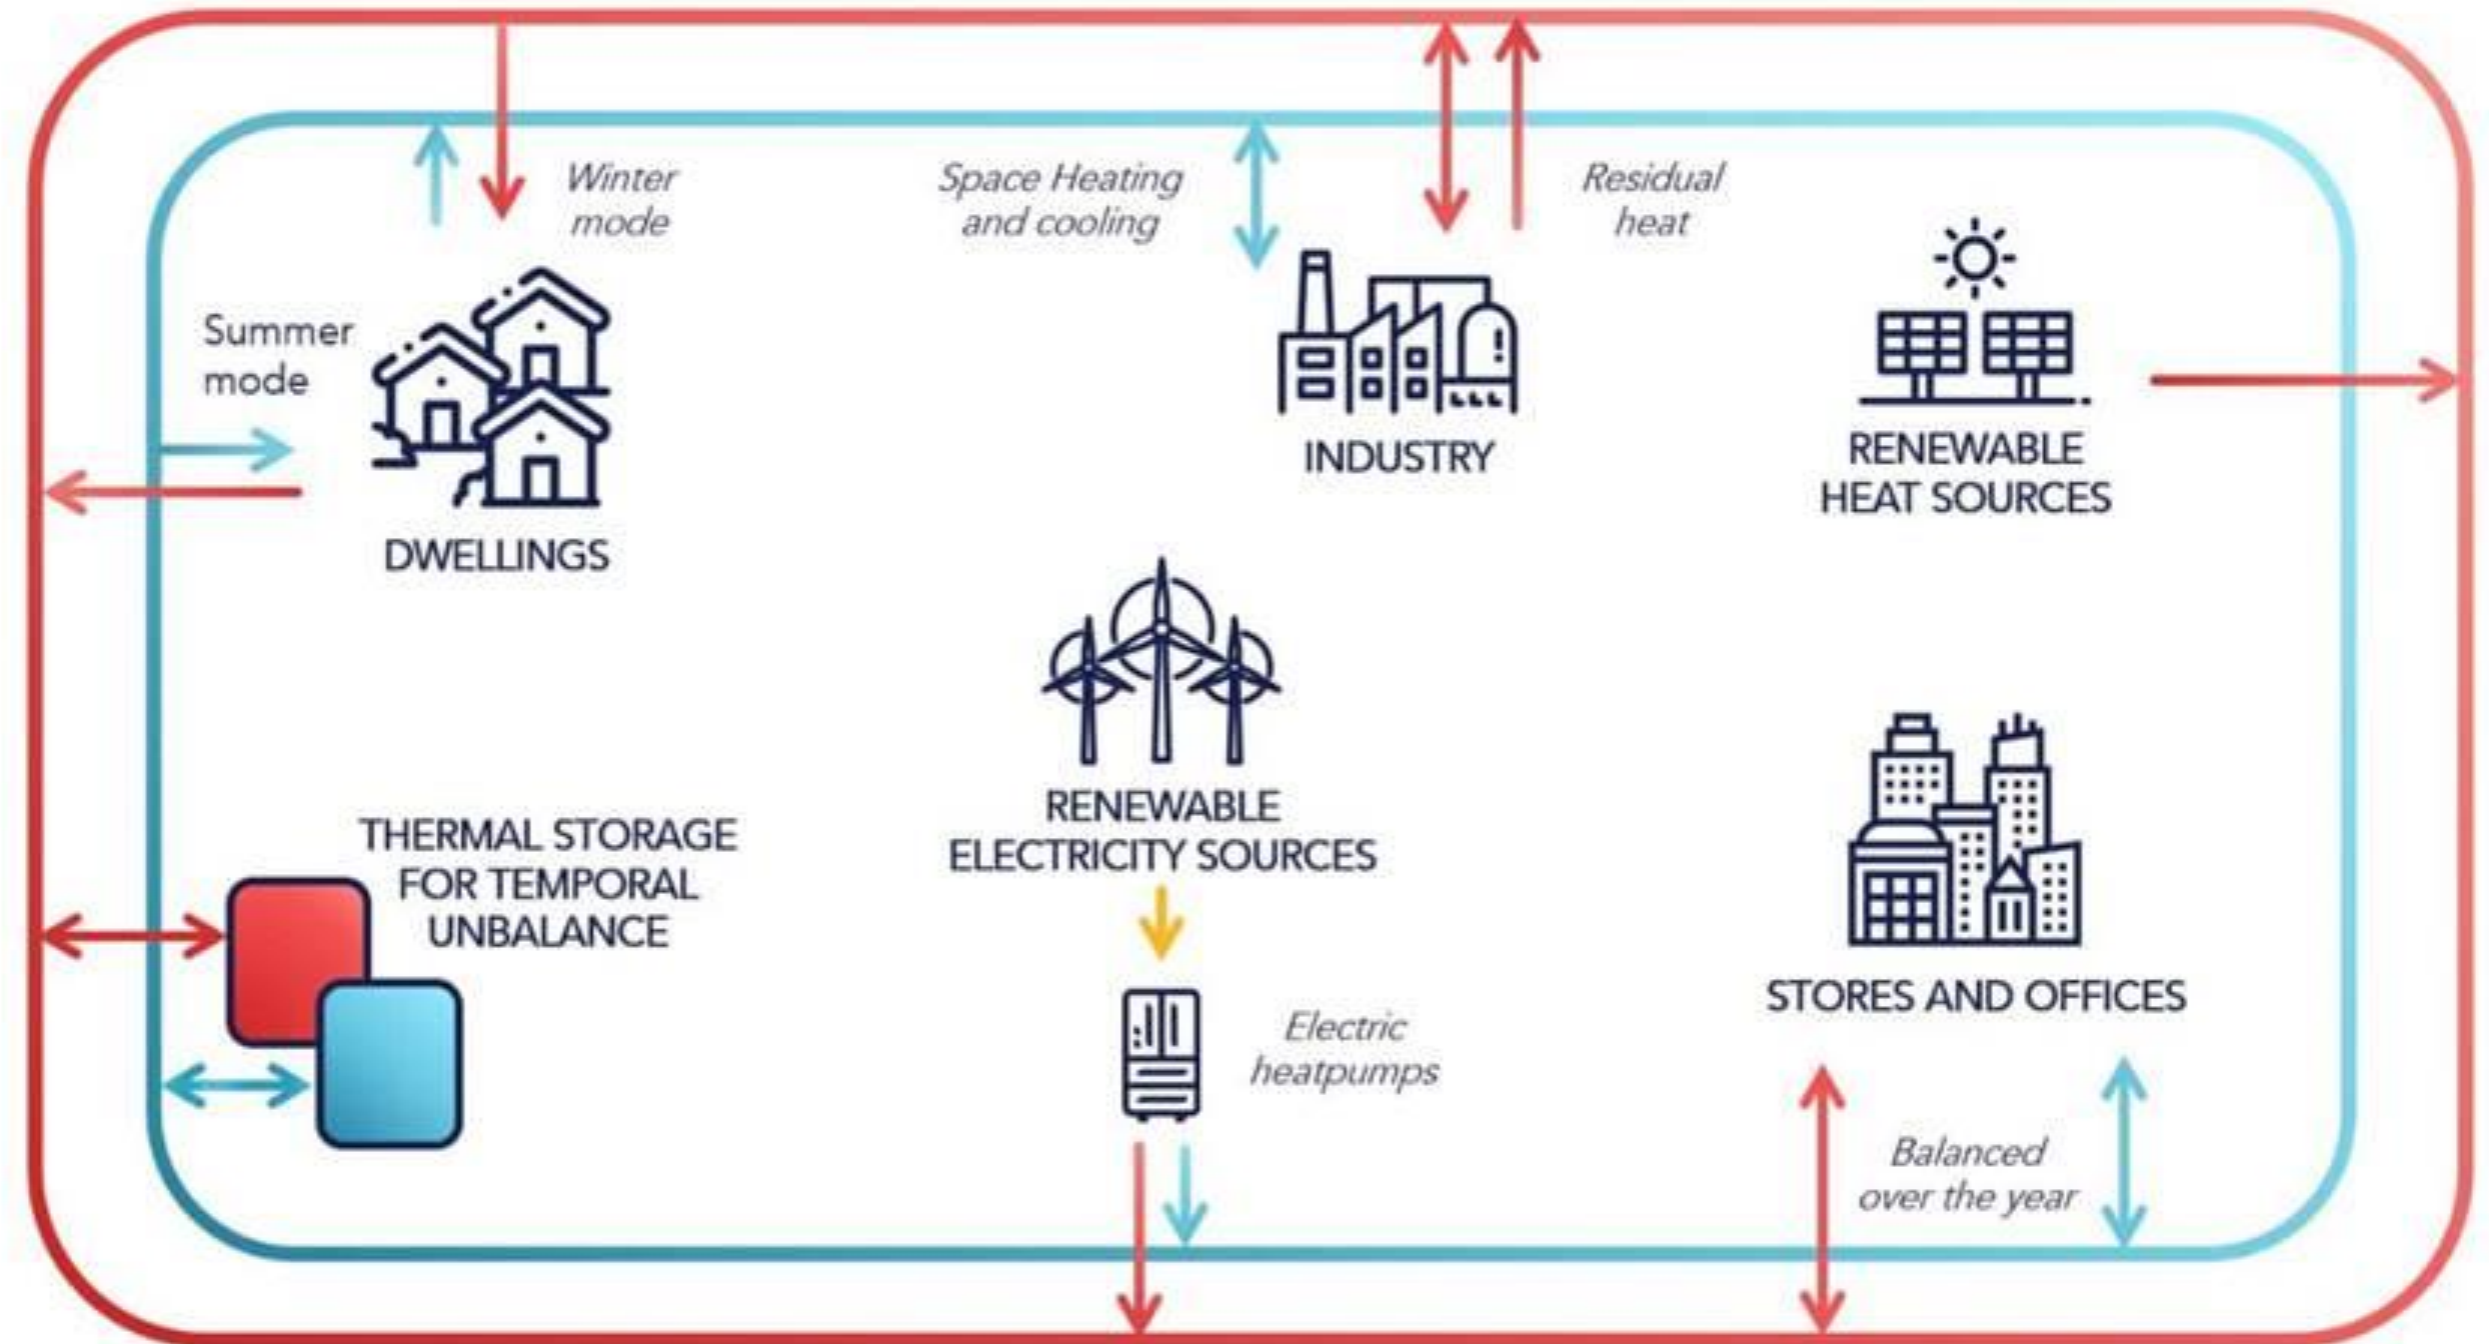 Winter
mode
Space Heating
and cooling
Residual
heat
Summer
mode
DWELLINGS
INDUSTRY
RENEWABLE
HEAT SOURCES
THERMAL STORAGE
FOR TEMPORAL
UNBALANCE
RENEWABLE
ELECTRICITY SOURCES
Electric
heatpumps
STORES AND OFFICES
Balanced
over the year